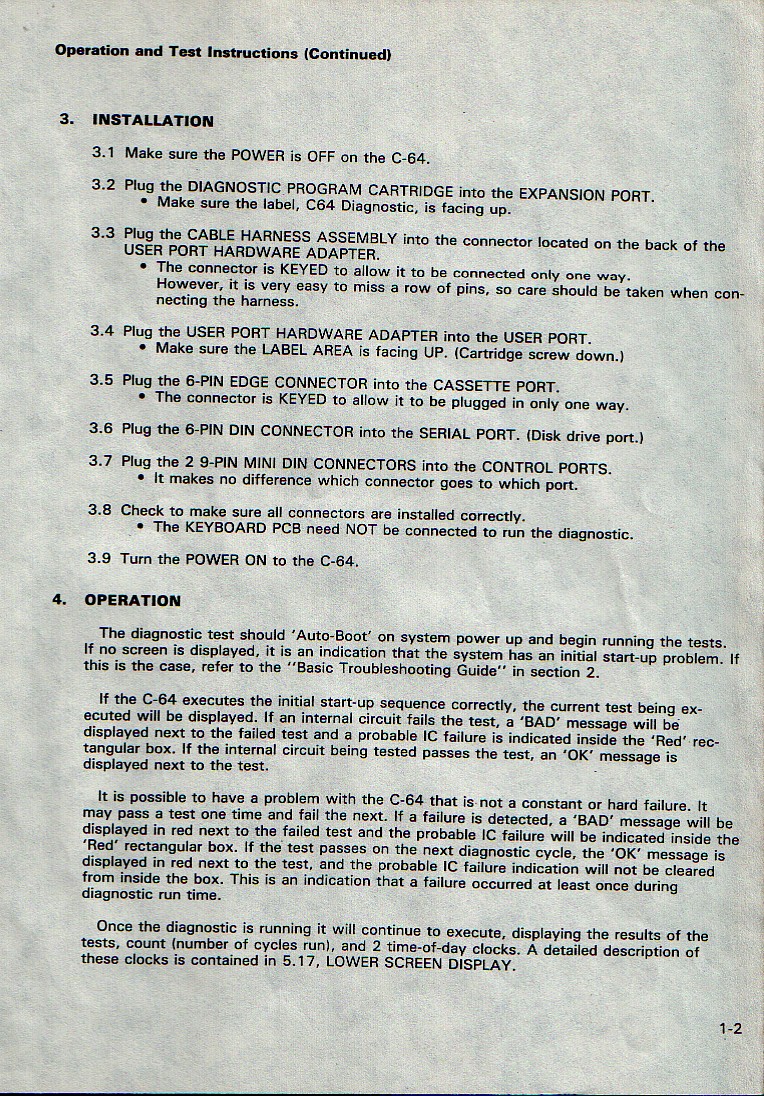 Operation and Test Instructions (Continued)
3. INSTALLATION
3.1 Make sure the POWER is OFF on the C-64.
3.2 Plug the DIAGNOSTIC PROGRAM CARTRIDGE into the EXPANSION PORT.
• Make sure the label, C64 Diagnostic, is facing up.
3.3 Plug the CABLE HARNESS ASSEMBLY into the connector located on the back of the
USER PORT HARDWARE ADAPTER.
• The connector is KEYED to allow it to be connected only one way.
However, it is very easy to miss a row of pins, so care should be taken when con-
necting the harness.
3.4 Plug the USER PORT HARDWARE ADAPTER into the USER PORT.
• Make sure the LABEL AREA is facing UP. (Cartridge screw down.)
3.5 Plug the 6-PIN EDGE CONNECTOR into the CASSETTE PORT.
• The connector is KEYED to allow it to be plugged in only one way.
3.6 Plug the 6-PIN DIN CONNECTOR into the SERIAL PORT. (Disk drive port.)
3.7 Plug the 2 9-PIN MINI DIN CONNECTORS into the CONTROL PORTS.
• It makes no difference which connector goes to which port.
3.8 Check to make sure all connectors are installed correctly.
• The KEYBOARD PCB need NOT be connected to run the diagnostic.
3.9 Turn the POWER ON to the C-64.
4. OPERATION
The diagnostic test should 'Auto-Boot' on system power up and begin running the tests.
If no screen is displayed, it is an indication that the system has an initial start-up problem. If
this is the case, refer to the "Basic Troubleshooting Guide" in section 2.
If the C-64 executes the initial start-up sequence correctly, the current test being ex-
ecuted will be displayed. If an internal circuit fails the test, a 'BAD' message will be
displayed next to the failed test and a probable IC failure is indicated inside the 'Red' rec-
tangular box. If the internal circuit being tested passes the test, an 'OK' message is
displayed next to the test.
It is possible to have a problem with the C-64 that is not a constant or hard failure. It
may pass a test one time and fail the next. If a failure is detected, a 'BAD' message will be
displayed in red next to the failed test and the probable IC failure will be indicated inside the
'Red' rectangular box. If the test passes on the next diagnostic cycle, the 'OK' message is
displayed in red next to the test, and the probable IC failure indication will not be cleared
from inside the box. This is an indication that a failure occurred at least once during
diagnostic run time.
Once the diagnostic is running it will continue to execute, displaying the results of the
tests, count (number of cycles run), and 2 time-of-day clocks. A detailed description of
these clocks is contained in 5.17, LOWER SCREEN DISPLAY.
1-2